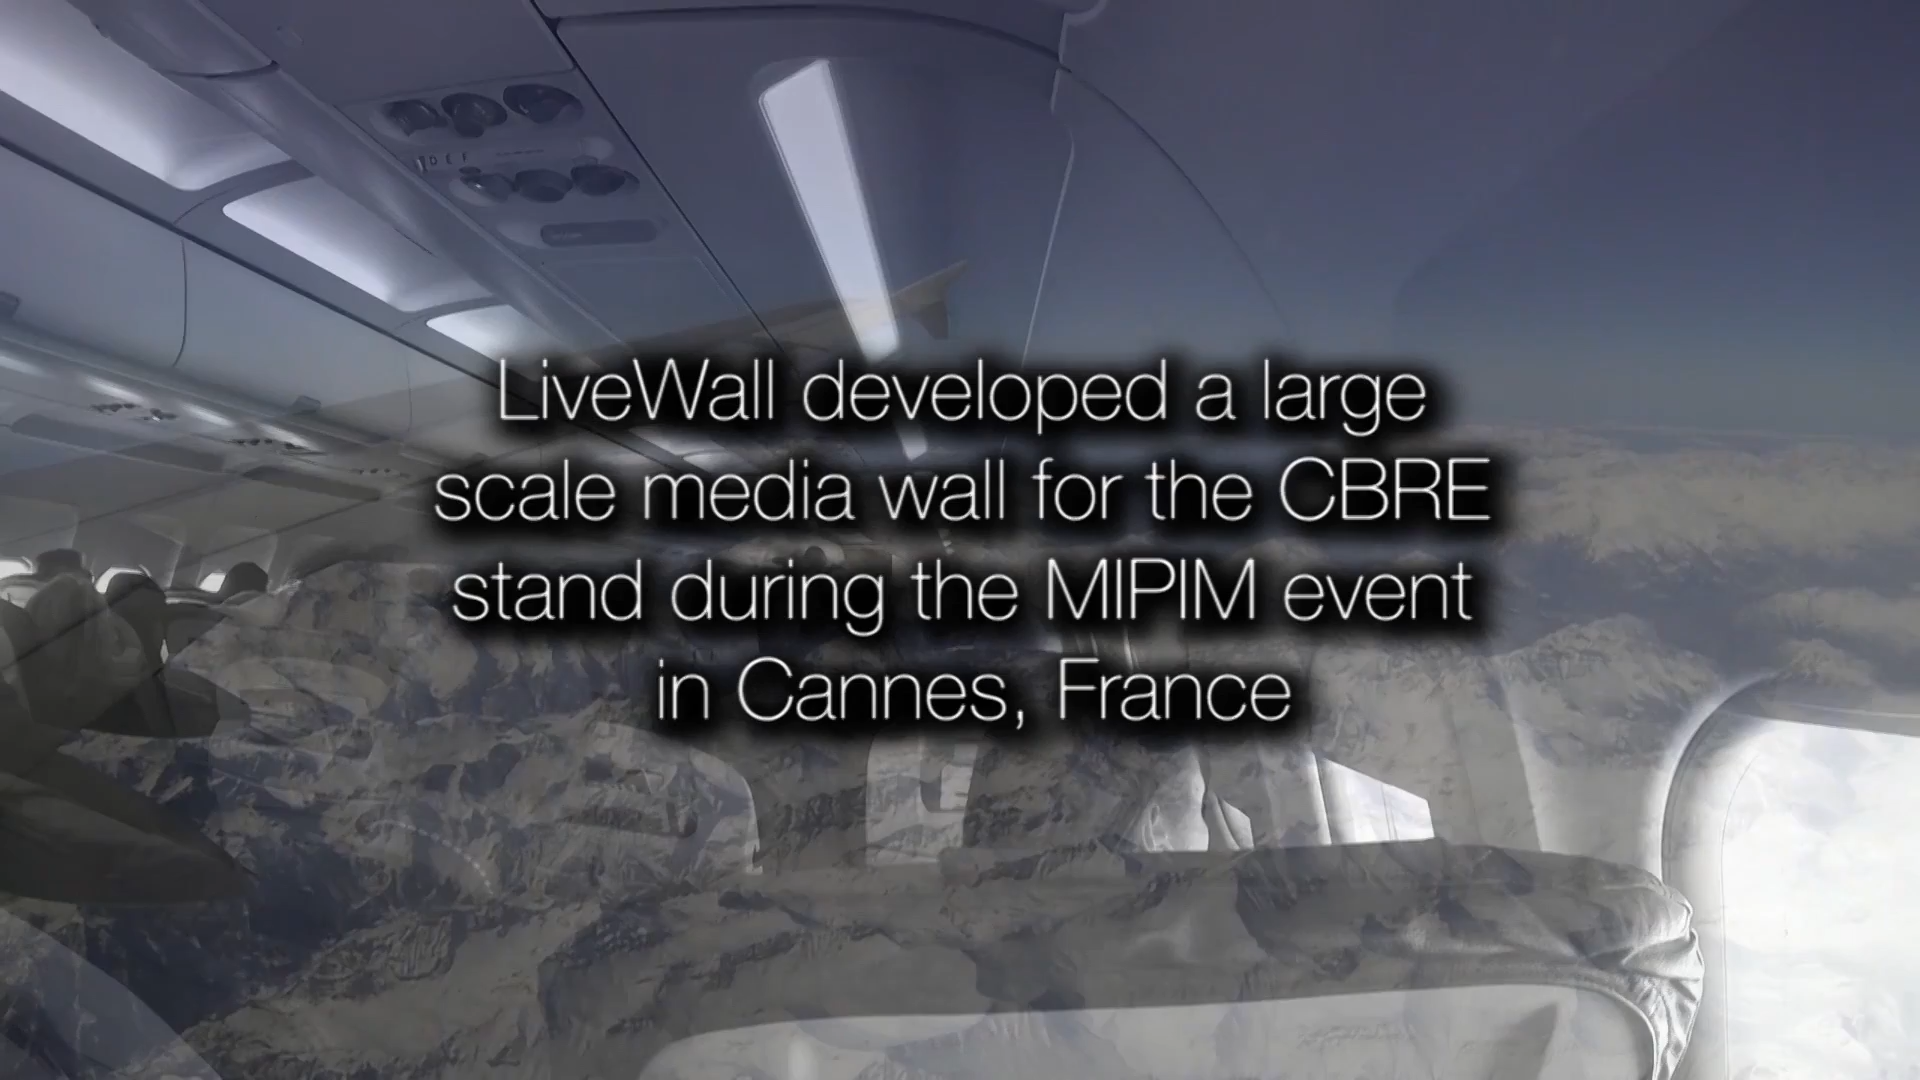 D E F
LiveWall developed a large
scale media wall for the CBRE
stand during the MIPIM event
in Cannes, France